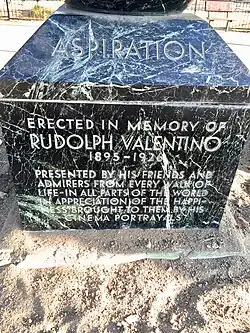 ASPIRATION
ERECTED IN MEMORY OF
RUDOLPH VALENTINO
1895-1926
PRESENTED BY HIS FRIENDS AND
ADMIRERS FROM EVERY WALK OF
LIFE-IN ALL PARTS OF THE WORLD
IN APPRECIATION OF THE HAPPI-
NESS BROUGHT TO THEM BY HIS
CINEMA PORTRAYALS